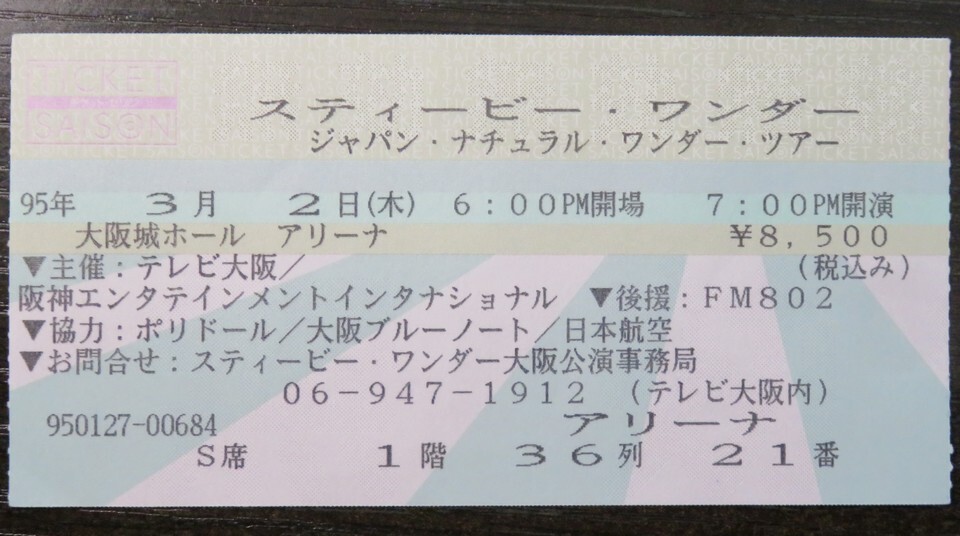 TICKET
SAISON
スティービー・ワンダー
ジャパン・ナチュラル・ワンダー・ツアー
95年 3月 2日(木) 6:00PM開場 7:00PM開演
大阪城ホール アリーナ ¥8,500
▼主催:テレビ大阪/ (税込み)
阪神エンタテインメントインタナショナル ▼後援:FM802
▼協力:ポリドール/大阪ブルーノート/日本航空
▼お問合せ:スティービー・ワンダー大阪公演事務局
06-947-1912 (テレビ大阪内)
950127-00684 アリーナ
S席 1階 36列 21番